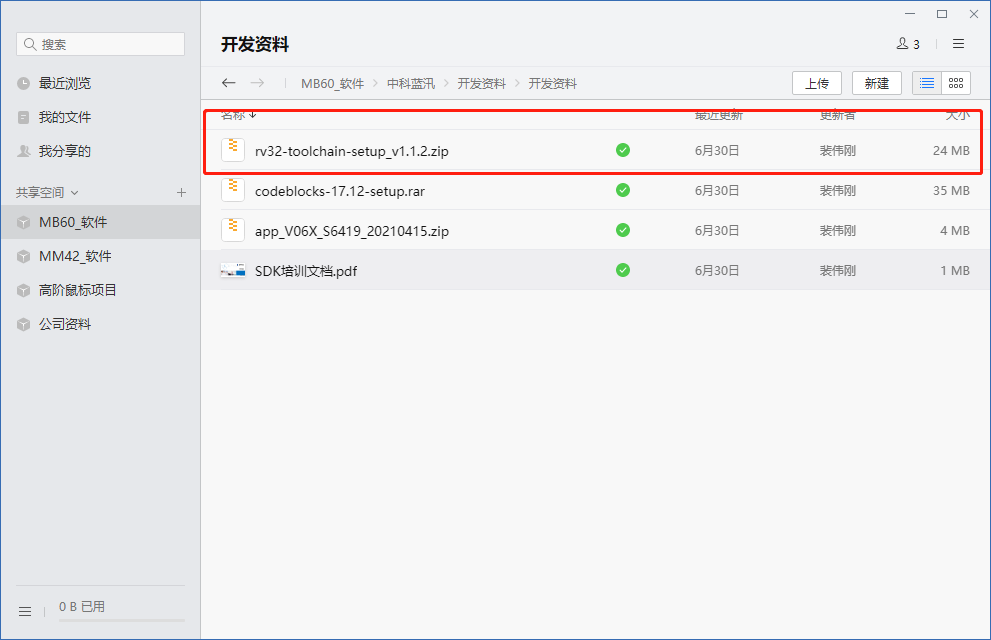 搜索
最近浏览
我的文件
我分享的
共享空间
MB60_软件
MM42_软件
高阶鼠标项目
公司资料
0 B 已用
开发资料
3
MB60_软件 中科蓝汛 开发资料 开发资料
上传 新建
名称 最近更新 更新者 大小
rv32-toolchain-setup_v1.1.2.zip 6月30日 裴伟刚 24 MB
codeblocks-17.12-setup.rar 6月30日 裴伟刚 35 MB
app_V06X_S6419_20210415.zip 6月30日 裴伟刚 4 MB
SDK培训文档.pdf 6月30日 裴伟刚 1 MB